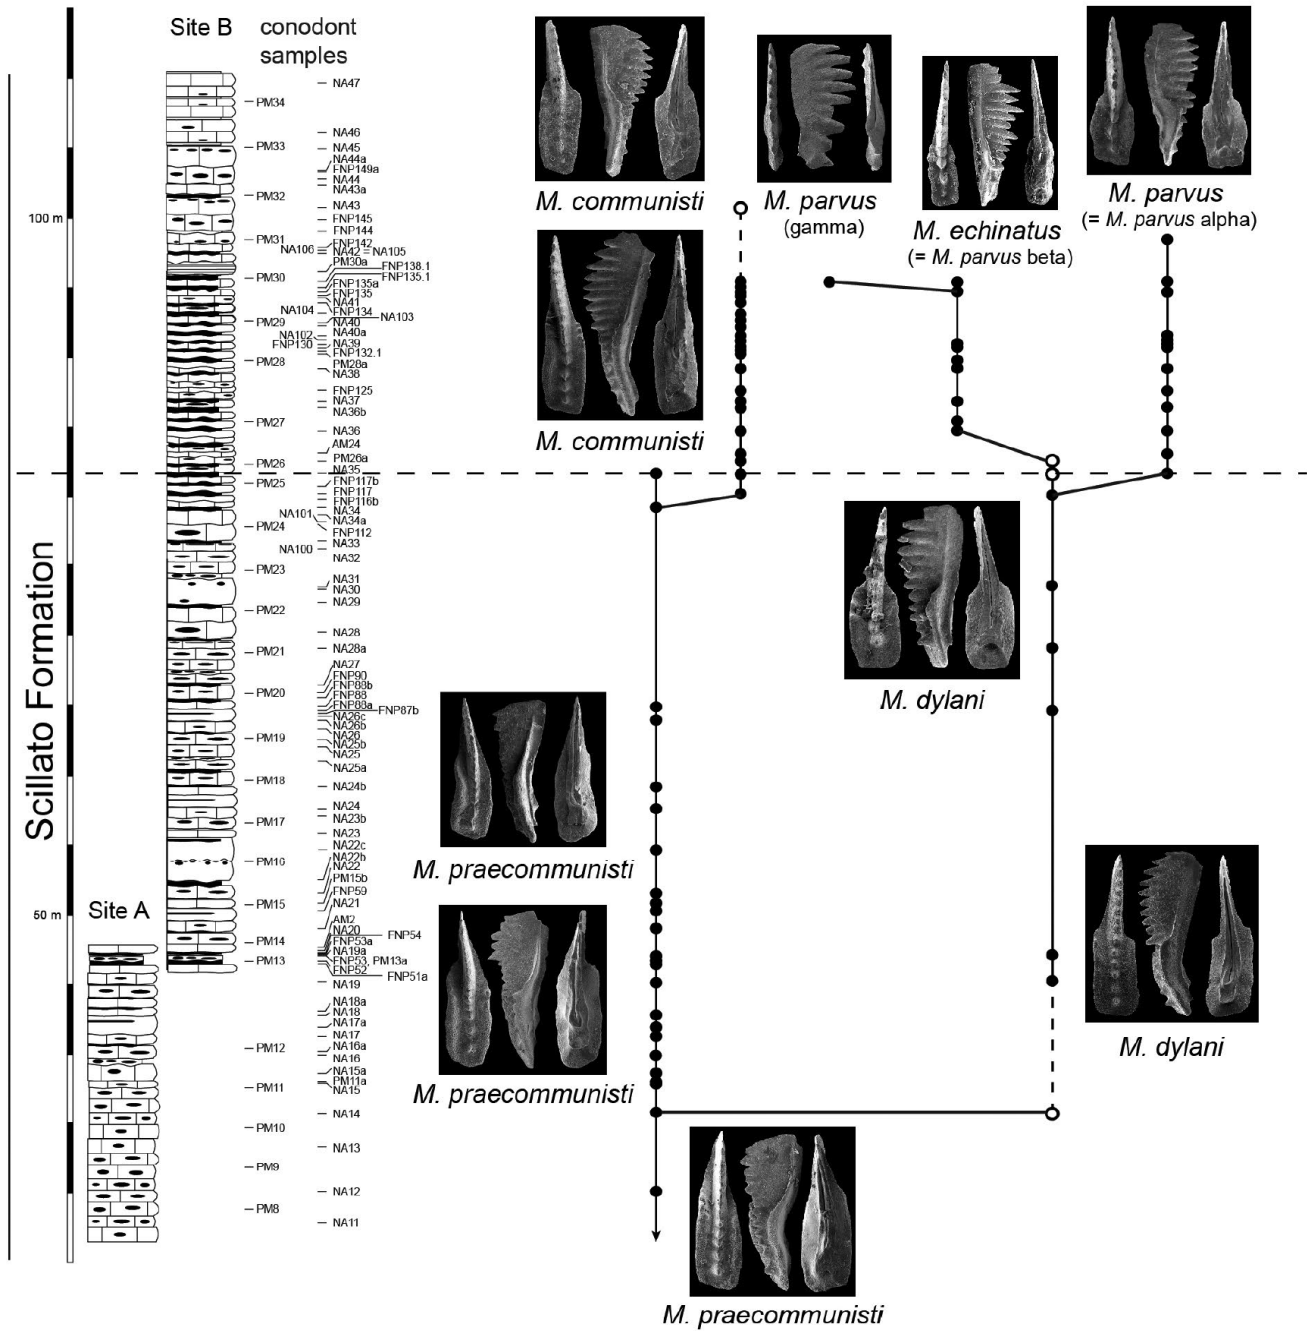 Site B
conodont
samples
NA47
PM34
NA46
PM33
NA45
NA44a
FNP149a
NA44
NA43a
PM32
NA43
100 m
FNP145
FNP144
PM31
FNP142
NA106
NA42 = NA105
PM30a
FNP138.1
PM30
FNP135.1
FNP135a
FNP135
NA41
NA104
FNP134
NA103
PM29
NA40
NA102
NA40a
FNP130
NA39
FNP132.1
PM28
PM28a
NA38
FNP125
NA37
NA36b
PM27
NA36
AM24
PM26
PM26a
NA35
PM25
FNP117b
FNP117
FNP116b
NA101
NA34
NA34a
PM24
FNP112
NA33
NA100
NA32
PM23
NA31
NA30
NA29
PM22
NA28
PM21
NA28a
NA27
FNP90
PM20
FNP88b
FNP88
FNP88a
FNP87b
NA26c
NA26b
PM19
NA26
NA25b
NA25
NA25a
PM18
NA24b
NA24
NA23b
PM17
NA23
NA22c
PM16
NA22b
NA22
PM15b
FNP59
PM15
NA21
50 m
Site A
AM2
NA20
FNP54
PM14
FNP53a
NA19a
PM13
FNP53, PM13a
FNP52
FNP51a
NA19
NA18a
NA18
NA17a
NA17
PM12
NA16a
NA16
NA15a
PM11a
PM11
NA15
NA14
PM10
NA13
PM9
NA12
PM8
NA11
Scillato Formation
M. communisti
M. parvus
(gamma)
M. echinatus
(= M. parvus beta)
M. parvus
(= M. parvus alpha)
M. communisti
M. dylani
M. praecommunisti
M. praecommunisti
M. dylani
M. praecommunisti